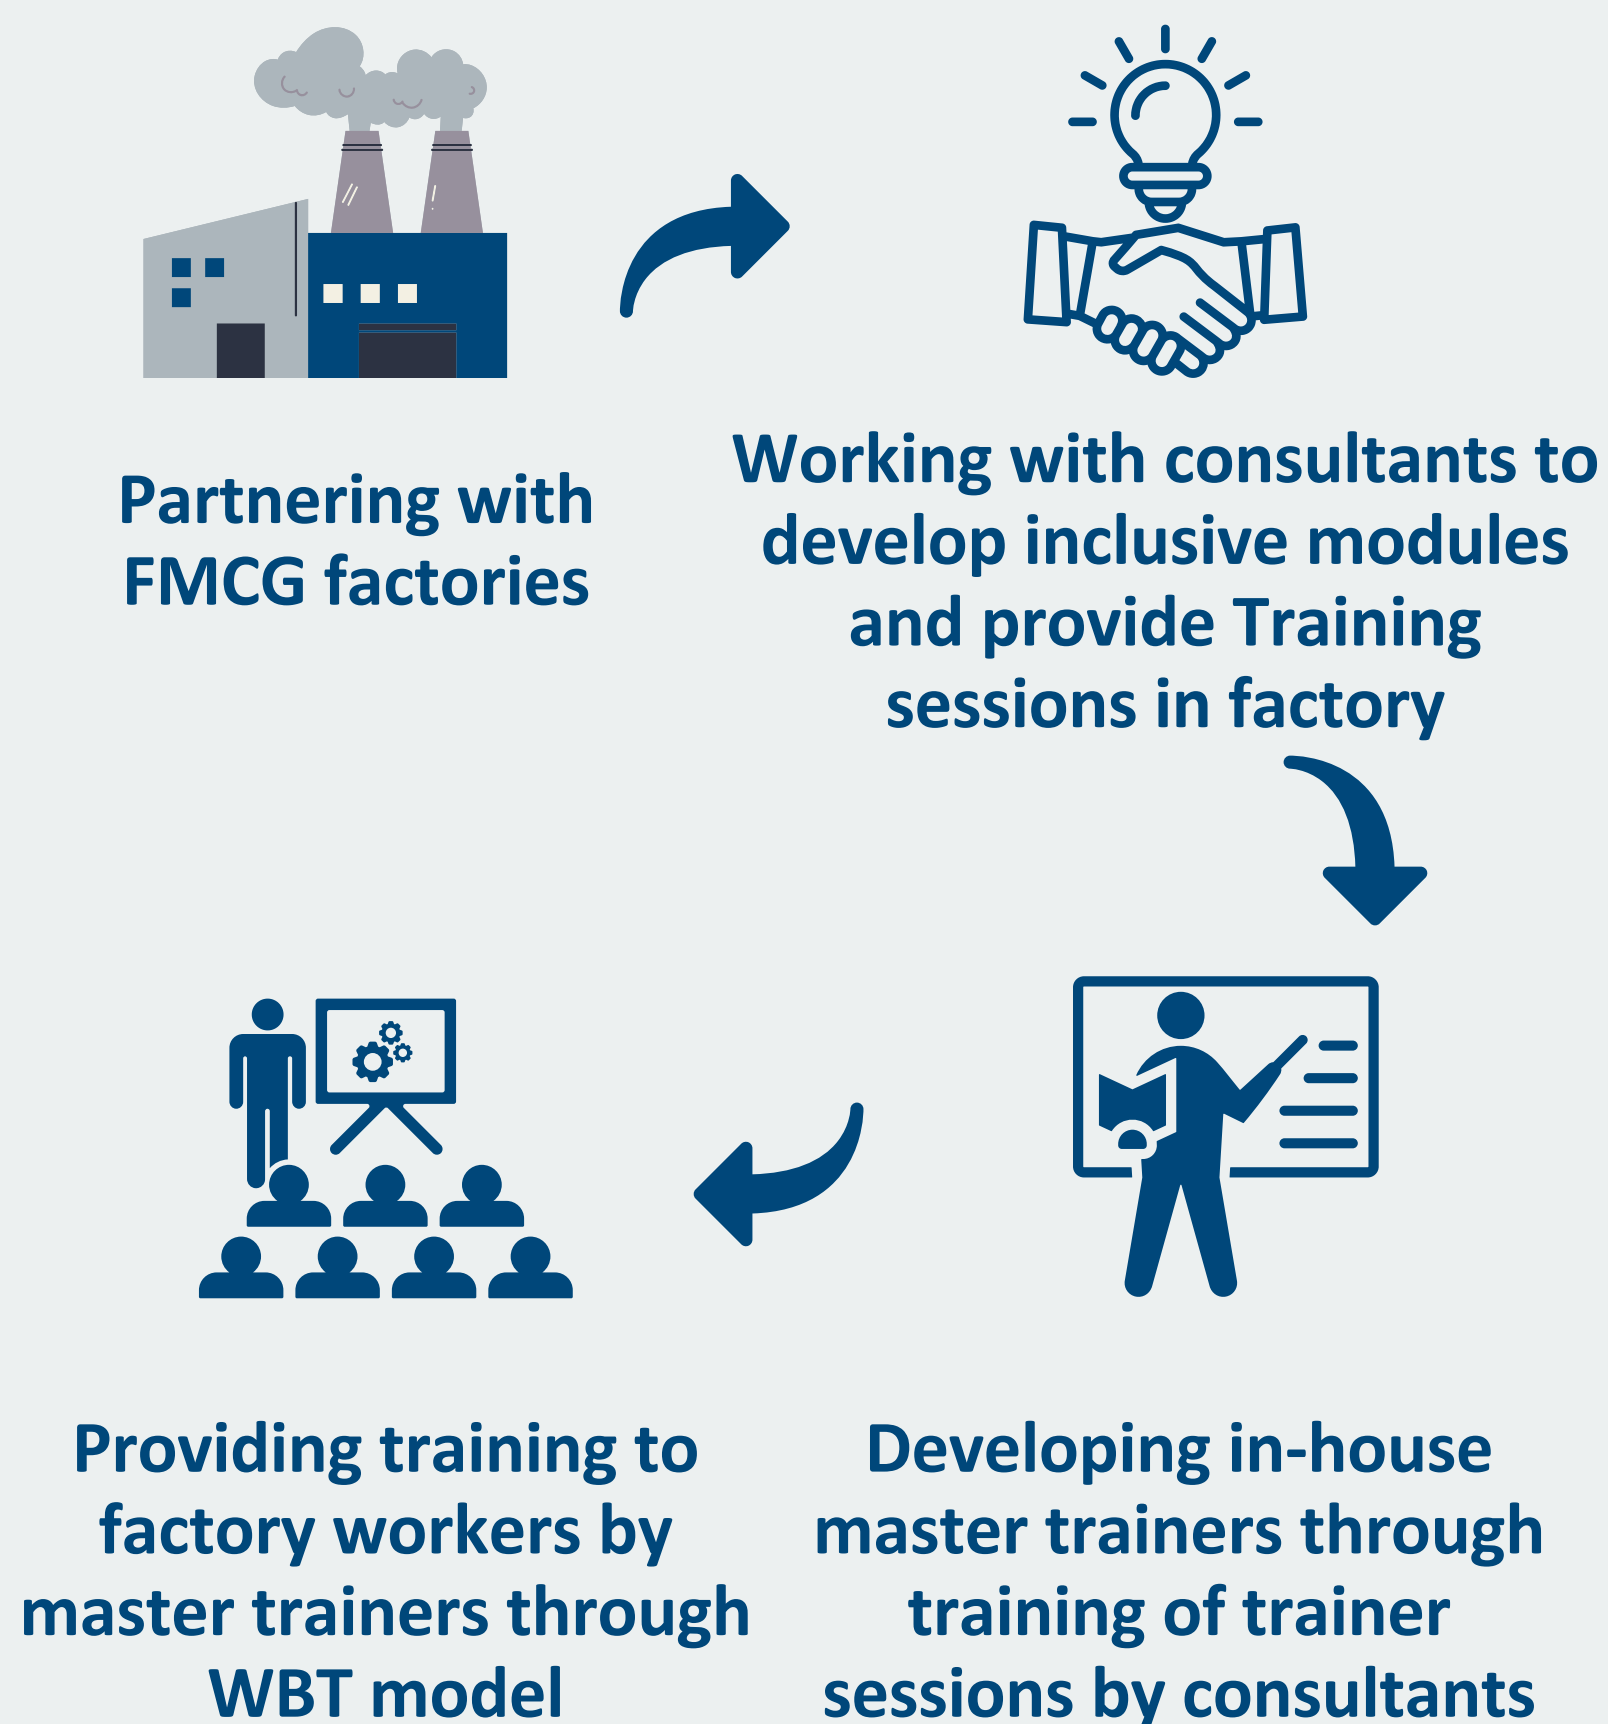 Partnering with
FMCG factories
Working with consultants to
develop inclusive modules
and provide Training
sessions in factory
Developing in-house
master trainers through
training of trainer
sessions by consultants
Providing training to
factory workers by
master trainers through
WBT model